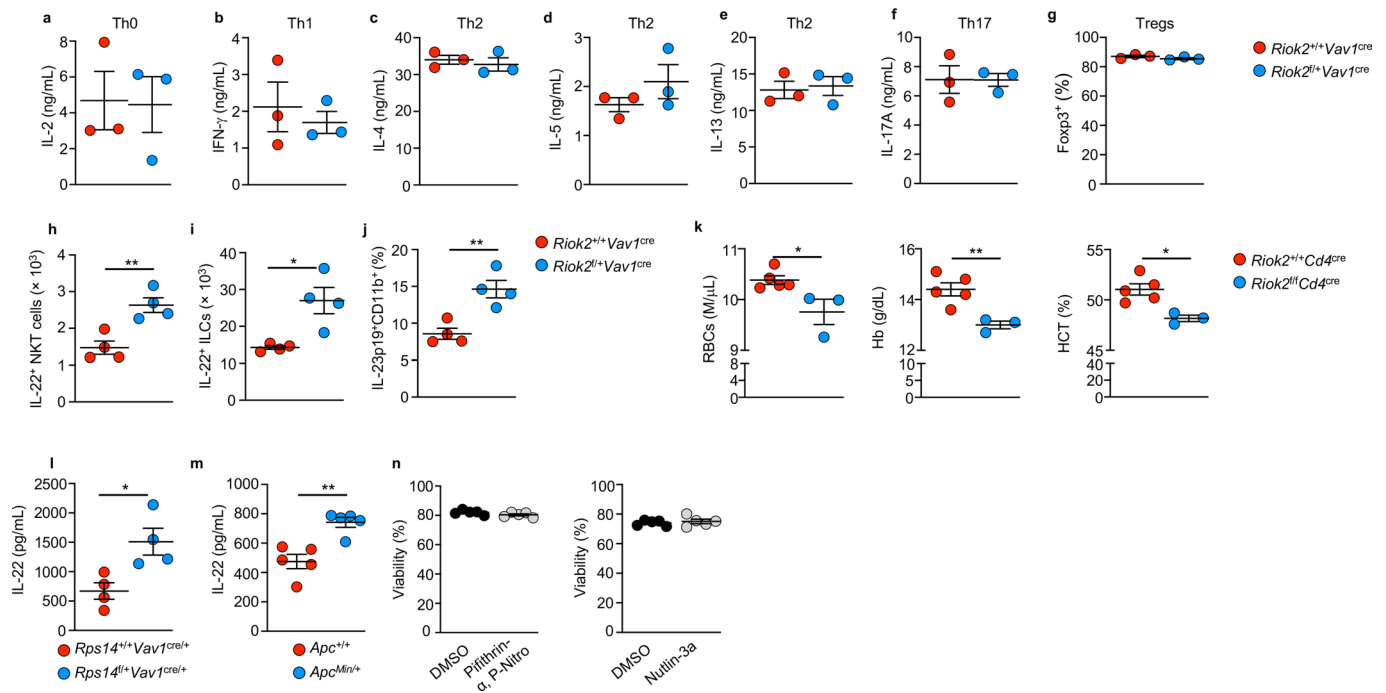 a Th0
IL-2 (ng/mL)
8
6
4
2
0
b Th1
IFN-γ (ng/mL)
4
3
2
1
0
c Th2
IL-4 (ng/mL)
40
30
20
10
0
d Th2
IL-5 (ng/mL)
4
3
2
1
0
e Th2
IL-13 (ng/mL)
20
15
10
5
0
f Th17
IL-17A (ng/mL)
10
8
6
4
2
0
g Tregs
Foxp3+ (%)
100
80
60
40
20
0
Riok2+/+Vav1cre
Riok2f/+Vav1cre
h
IL-22+ NKT cells (× 10³)
4
3
2
1
0
**
i
IL-22+ ILCs (× 10³)
40
30
20
10
0
*
j
IL-23p19+CD11b+ (%)
20
15
10
5
0
**
Riok2+/+Vav1cre
Riok2f/+Vav1cre
k
RBCs (M/μL)
11
10
9
1
0
*
Hb (g/dL)
16
14
12
1
0
**
HCT (%)
55
50
45
25
0
*
Riok2+/+Cd4cre
Riok2f/fCd4cre
l
IL-22 (pg/mL)
2500
2000
1500
1000
500
0
*
Rps14+/+Vav1cre/+
Rps14f/+Vav1cre/+
m
IL-22 (pg/mL)
1000
800
600
400
200
0
**
Apc+/+
ApcMin/+
n
Viability (%)
100
80
60
40
20
0
DMSO
Pifithrin-
α, P-Nitro
Viability (%)
100
80
60
40
20
0
DMSO
Nutlin-3a